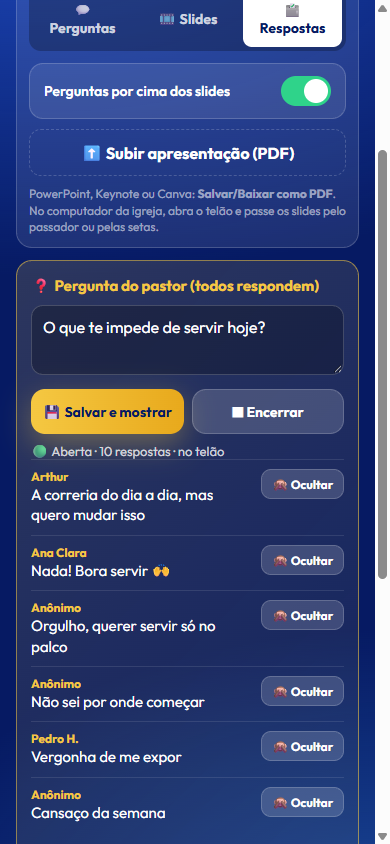 Perguntas
Slides
Respostas
Perguntas por cima dos slides
Subir apresentação (PDF)
PowerPoint, Keynote ou Canva: Salvar/Baixar como PDF.
No computador da igreja, abra o telão e passe os slides pelo
passador ou pelas setas.
Pergunta do pastor (todos respondem)
O que te impede de servir hoje?
Salvar e mostrar
Encerrar
Aberta · 10 respostas · no telão
Arthur
Ocultar
A correria do dia a dia, mas
quero mudar isso
Ana Clara
Ocultar
Nada! Bora servir 🙌
Anônimo
Ocultar
Orgulho, querer servir só no
palco
Anônimo
Ocultar
Não sei por onde começar
Pedro H.
Ocultar
Vergonha de me expor
Anônimo
Ocultar
Cansaço da semana